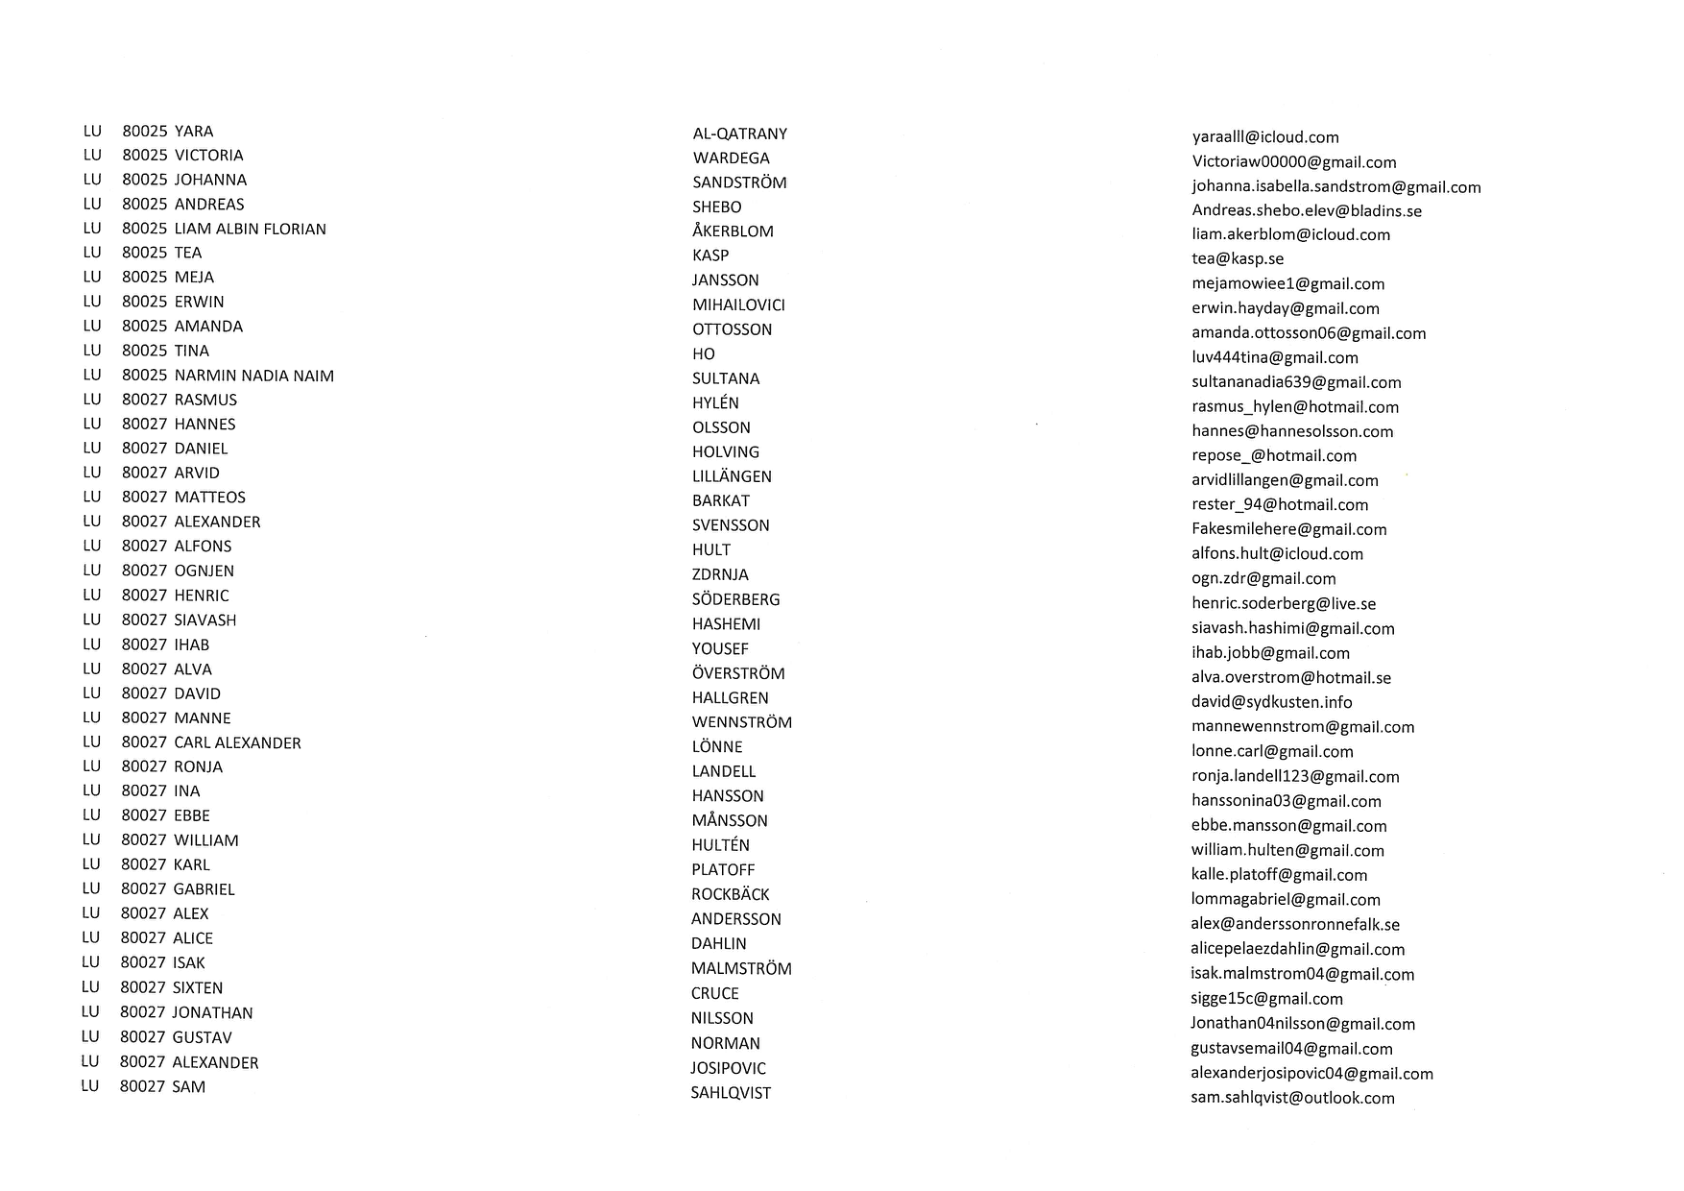 LU 80025 YARA AL-QATRANY yaraalll@icloud.com
LU 80025 VICTORIA WARDEGA Victoriaw00000@gmail.com
LU 80025 JOHANNA SANDSTRÖM johanna.isabella.sandstrom@gmail.com
LU 80025 ANDREAS SHEBO Andreas.shebo.elev@bladins.se
LU 80025 LIAM ALBIN FLORIAN ÅKERBLOM liam.akerblom@icloud.com
LU 80025 TEA KASP tea@kasp.se
LU 80025 MEJA JANSSON mejamowiee1@gmail.com
LU 80025 ERWIN MIHAILOVICI erwin.hayday@gmail.com
LU 80025 AMANDA OTTOSSON amanda.ottosson06@gmail.com
LU 80025 TINA HO luv444tina@gmail.com
LU 80025 NARMIN NADIA NAIM SULTANA sultananadia639@gmail.com
LU 80027 RASMUS HYLÉN rasmus_hylen@hotmail.com
LU 80027 HANNES OLSSON hannes@hannesolsson.com
LU 80027 DANIEL HOLVING repose_@hotmail.com
LU 80027 ARVID LILLÄNGEN arvidlillangen@gmail.com
LU 80027 MATTEOS BARKAT rester_94@hotmail.com
LU 80027 ALEXANDER SVENSSON Fakesmilehere@gmail.com
LU 80027 ALFONS HULT alfons.hult@icloud.com
LU 80027 OGNJEN ZDRNJA ogn.zdr@gmail.com
LU 80027 HENRIC SÖDERBERG henric.soderberg@live.se
LU 80027 SIAVASH HASHEMI siavash.hashimi@gmail.com
LU 80027 IHAB YOUSEF ihab.jobb@gmail.com
LU 80027 ALVA ÖVERSTRÖM alva.overstrom@hotmail.se
LU 80027 DAVID HALLGREN david@sydkusten.info
LU 80027 MANNE WENNSTRÖM mannewennstrom@gmail.com
LU 80027 CARL ALEXANDER LÖNNE lonne.carl@gmail.com
LU 80027 RONJA LANDELL ronja.landell123@gmail.com
LU 80027 INA HANSSON hanssonina03@gmail.com
LU 80027 EBBE MÅNSSON ebbe.mansson@gmail.com
LU 80027 WILLIAM HULTÉN william.hulten@gmail.com
LU 80027 KARL PLATOFF kalle.platoff@gmail.com
LU 80027 GABRIEL ROCKBÄCK lommagabriel@gmail.com
LU 80027 ALEX ANDERSSON alex@anderssonronnefalk.se
LU 80027 ALICE DAHLIN alicepelaezdahlin@gmail.com
LU 80027 ISAK MALMSTRÖM isak.malmstrom04@gmail.com
LU 80027 SIXTEN CRUCE sigge15c@gmail.com
LU 80027 JONATHAN NILSSON Jonathan04nilsson@gmail.com
LU 80027 GUSTAV NORMAN gustavsemail04@gmail.com
LU 80027 ALEXANDER JOSIPOVIC alexanderjosipovic04@gmail.com
LU 80027 SAM SAHLQVIST sam.sahlqvist@outlook.com